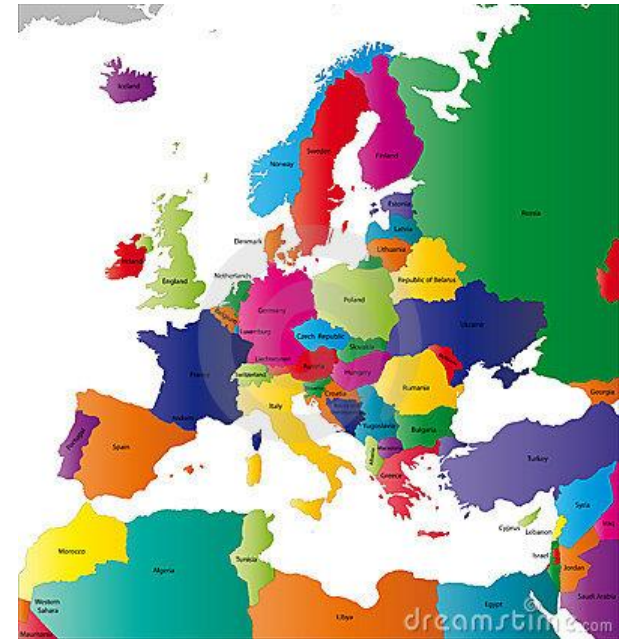 Iceland
Norway
Sweden
Finland
Russia
Estonia
Latvia
Denmark
Lithuania
Ireland
England
Netherlands
Republic of Belarus
Poland
Belgium
Germany
Luxemburg
Czech Republic
Ukraine
Slovakia
France
Liechtenstein
Austria
Switzerland
Hungary
Rumania
Italy
Croatia
Georgia
Andorra
Yugoslavia
Bulgaria
Portugal
Spain
Macedonia
Albania
Greece
Turkey
Syria
Iraq
Cyprus
Lebanon
Morocco
Algeria
Tunisia
Israel
Jordan
Western
Sahara
Libya
Egypt
Saudi Arabia
Mauritania
dreamstime.com